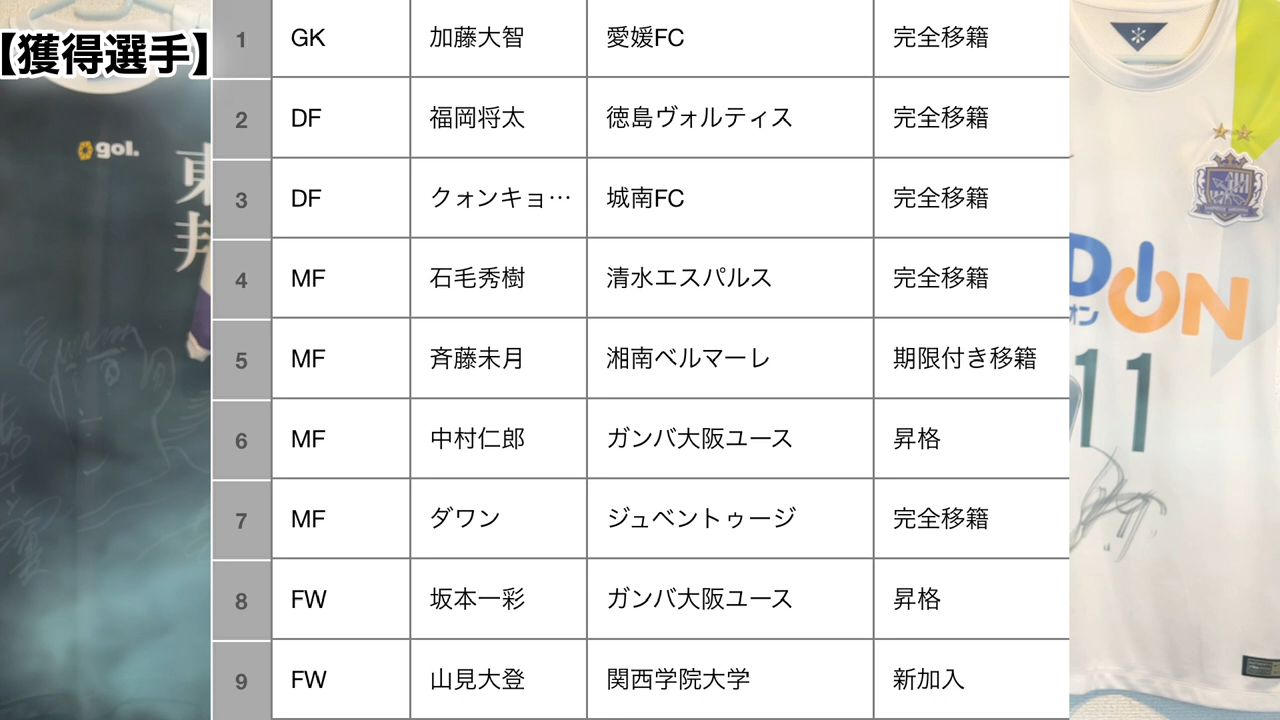 【獲得選手】
1 GK 加藤大智 愛媛FC 完全移籍
2 DF 福岡将太 徳島ヴォルティス 完全移籍
3 DF クォンキョ… 城南FC 完全移籍
4 MF 石毛秀樹 清水エスパルス 完全移籍
5 MF 斉藤未月 湘南ベルマーレ 期限付き移籍
6 MF 中村仁郎 ガンバ大阪ユース 昇格
7 MF ダワン ジュベントゥージ 完全移籍
8 FW 坂本一彩 ガンバ大阪ユース 昇格
9 FW 山見大登 関西学院大学 新加入
gol.
東邦
DION
オン
11